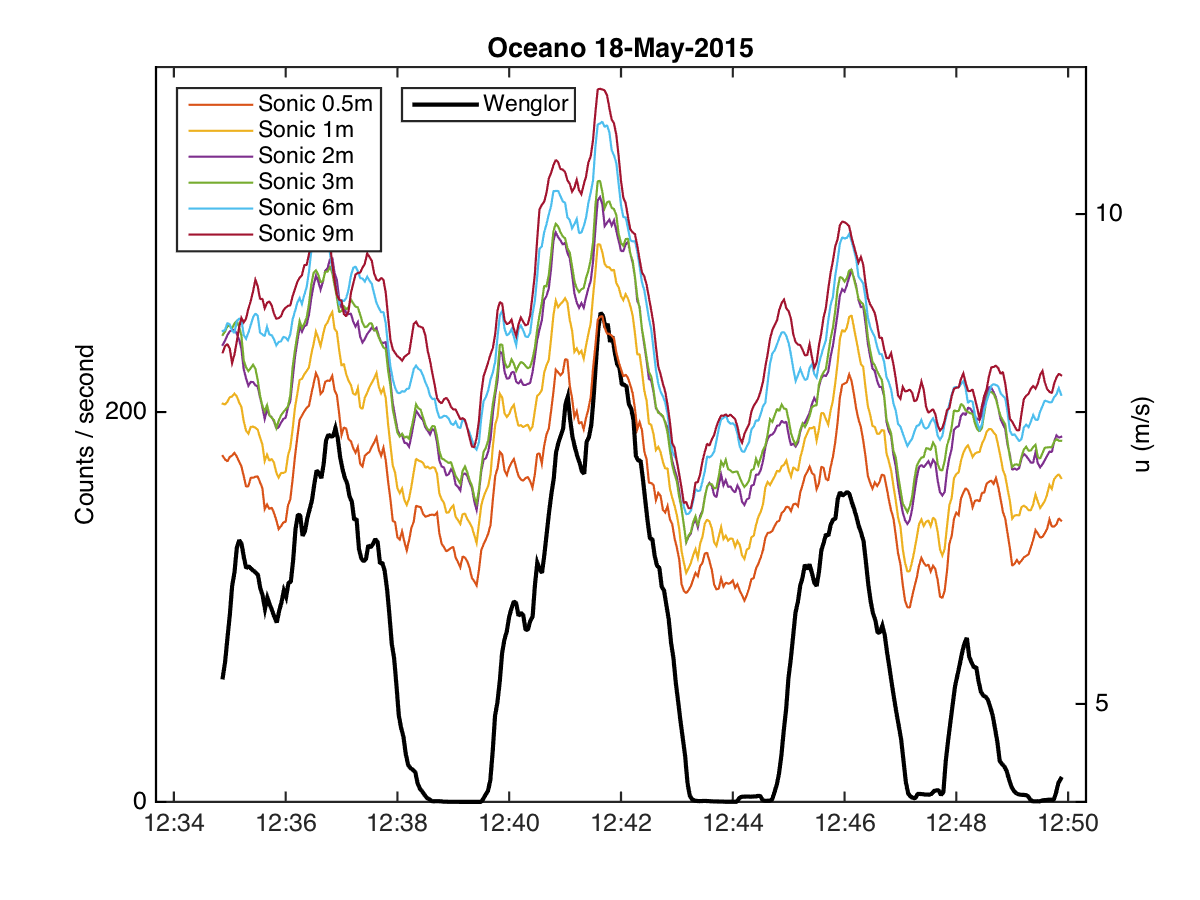 Oceano 18-May-2015
Sonic 0.5m
Sonic 1m
Sonic 2m
Sonic 3m
Sonic 6m
Sonic 9m
Wenglor
Counts / second
200
0
10
5
u (m/s)
12:34 12:36 12:38 12:40 12:42 12:44 12:46 12:48 12:50